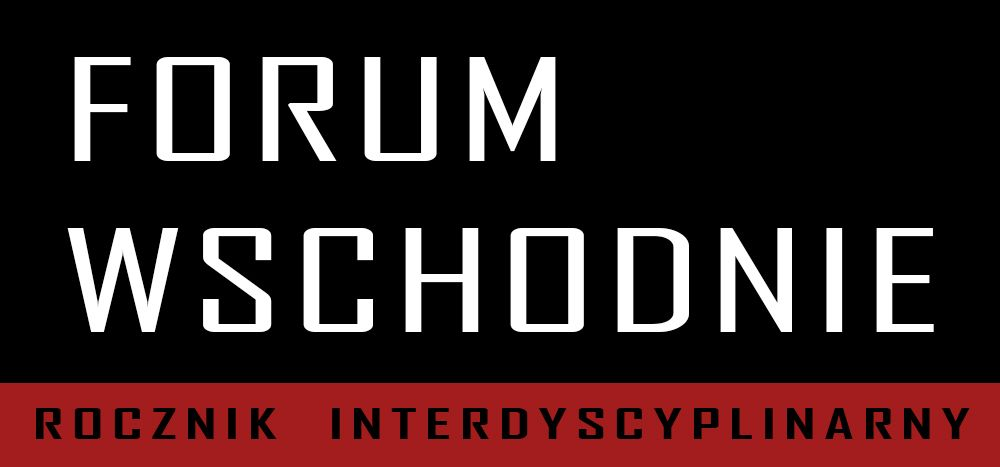 FORUM
WSCHODNIE
ROCZNIK INTERDYSCYPLINARNY